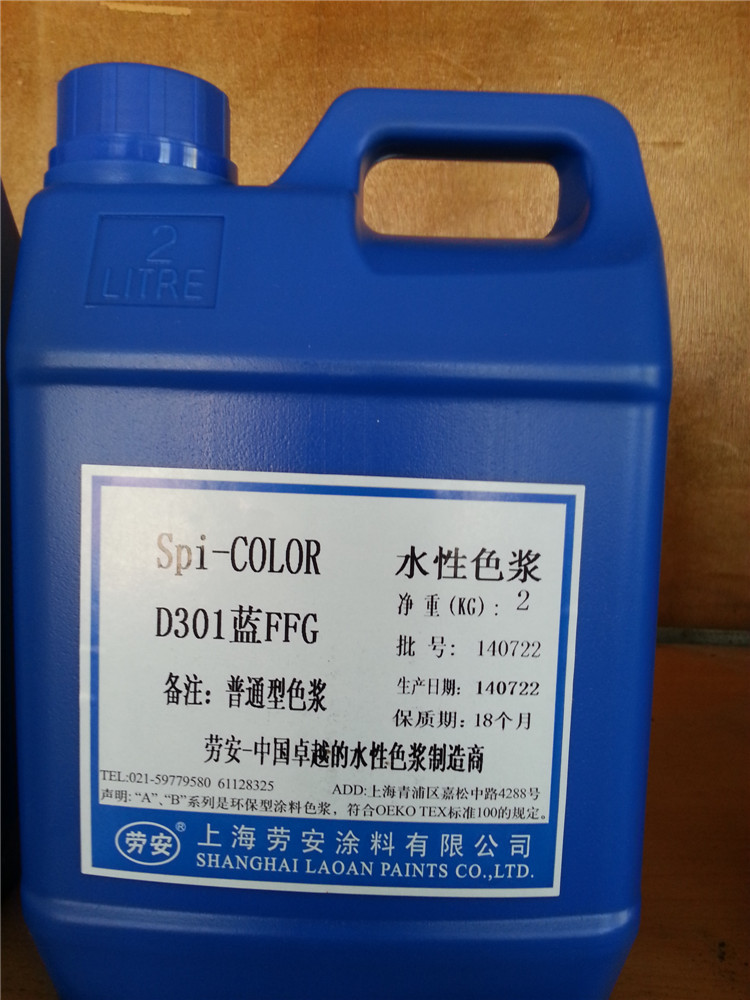 2
LITRE
Spi-COLOR
水性色浆
净重(KG): 2
D301蓝FFG
批号: 140722
生产日期: 140722
备注: 普通型色浆
保质期: 18个月
劳安-中国卓越的水性色浆制造商
TEL:021-59779580 61128325
ADD:上海青浦区嘉松中路4288号
声明: “A”、“B”系列是环保型涂料色浆，符合OEKO TEX标准100的规定。
劳安® 上海劳安涂料有限公司
SHANGHAI LAOAN PAINTS CO.,LTD.